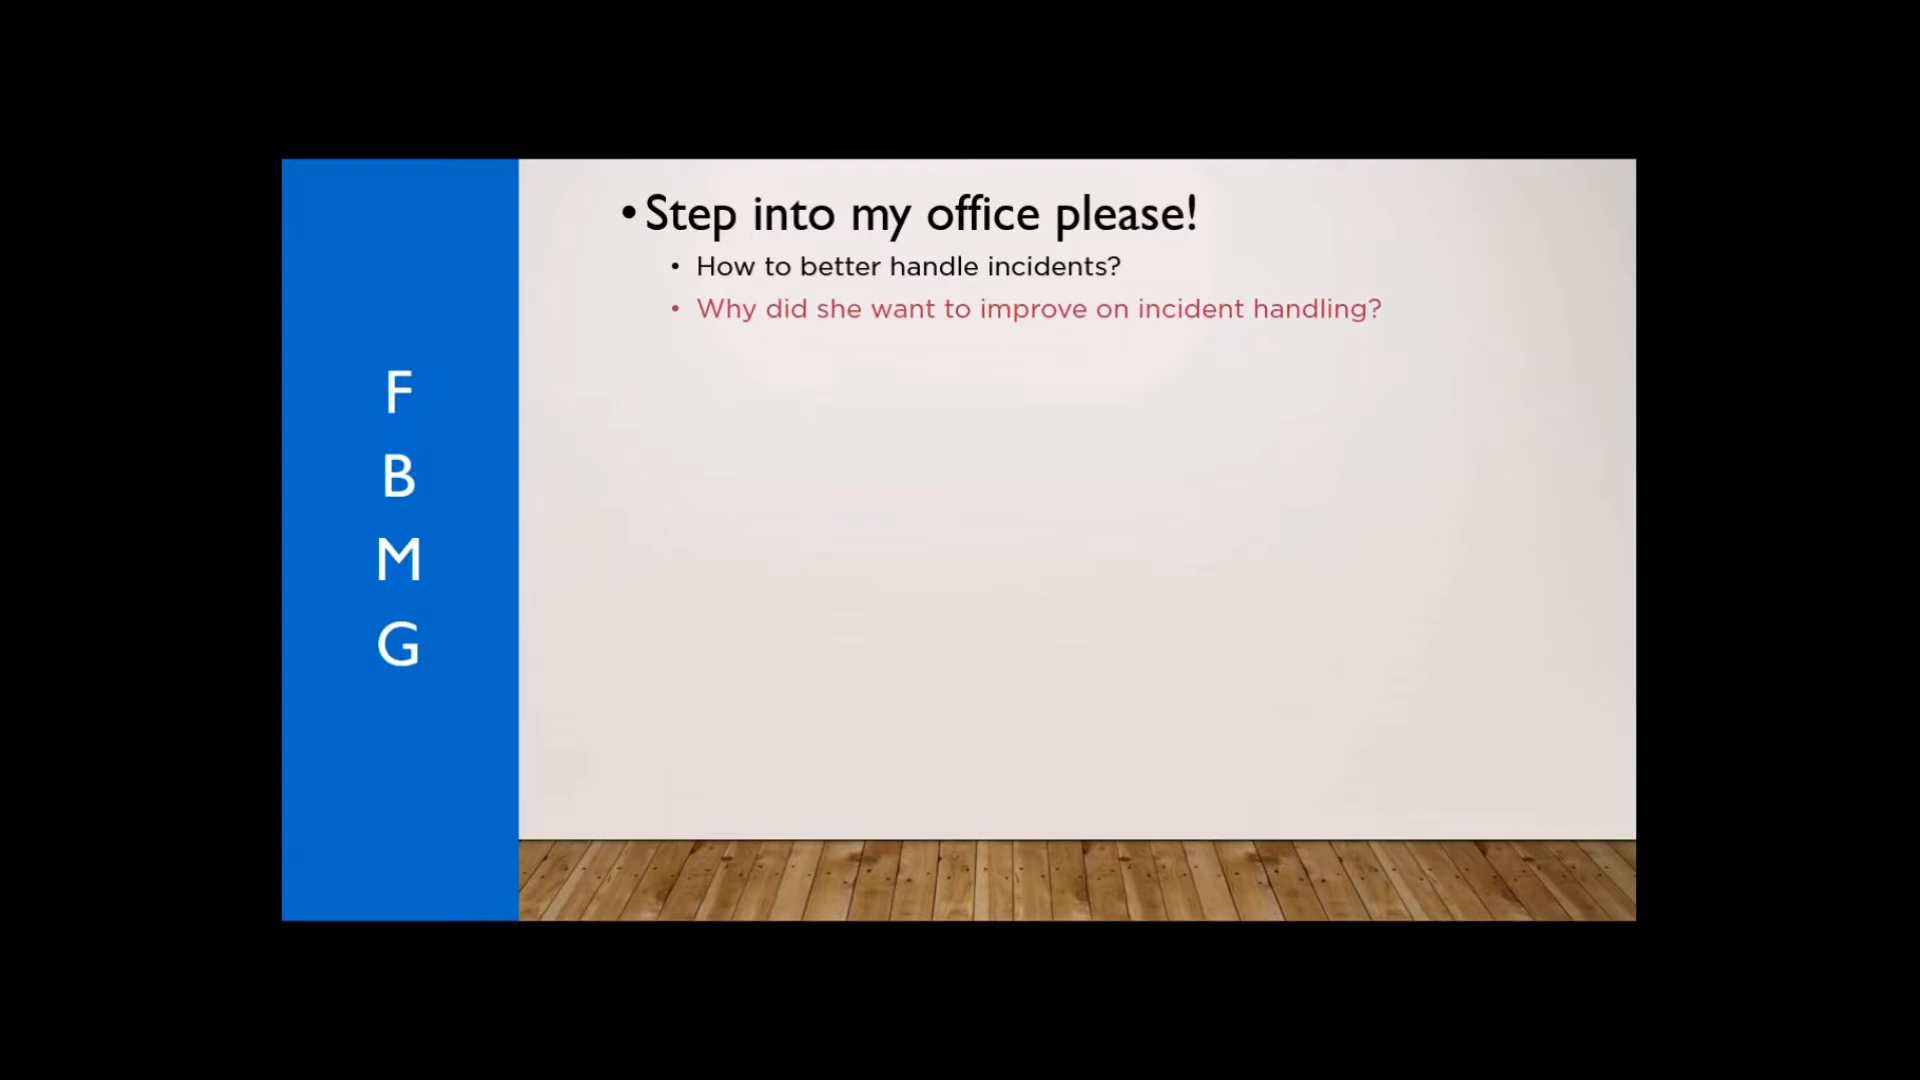 F
B
M
G
• Step into my office please!
• How to better handle incidents?
• Why did she want to improve on incident handling?